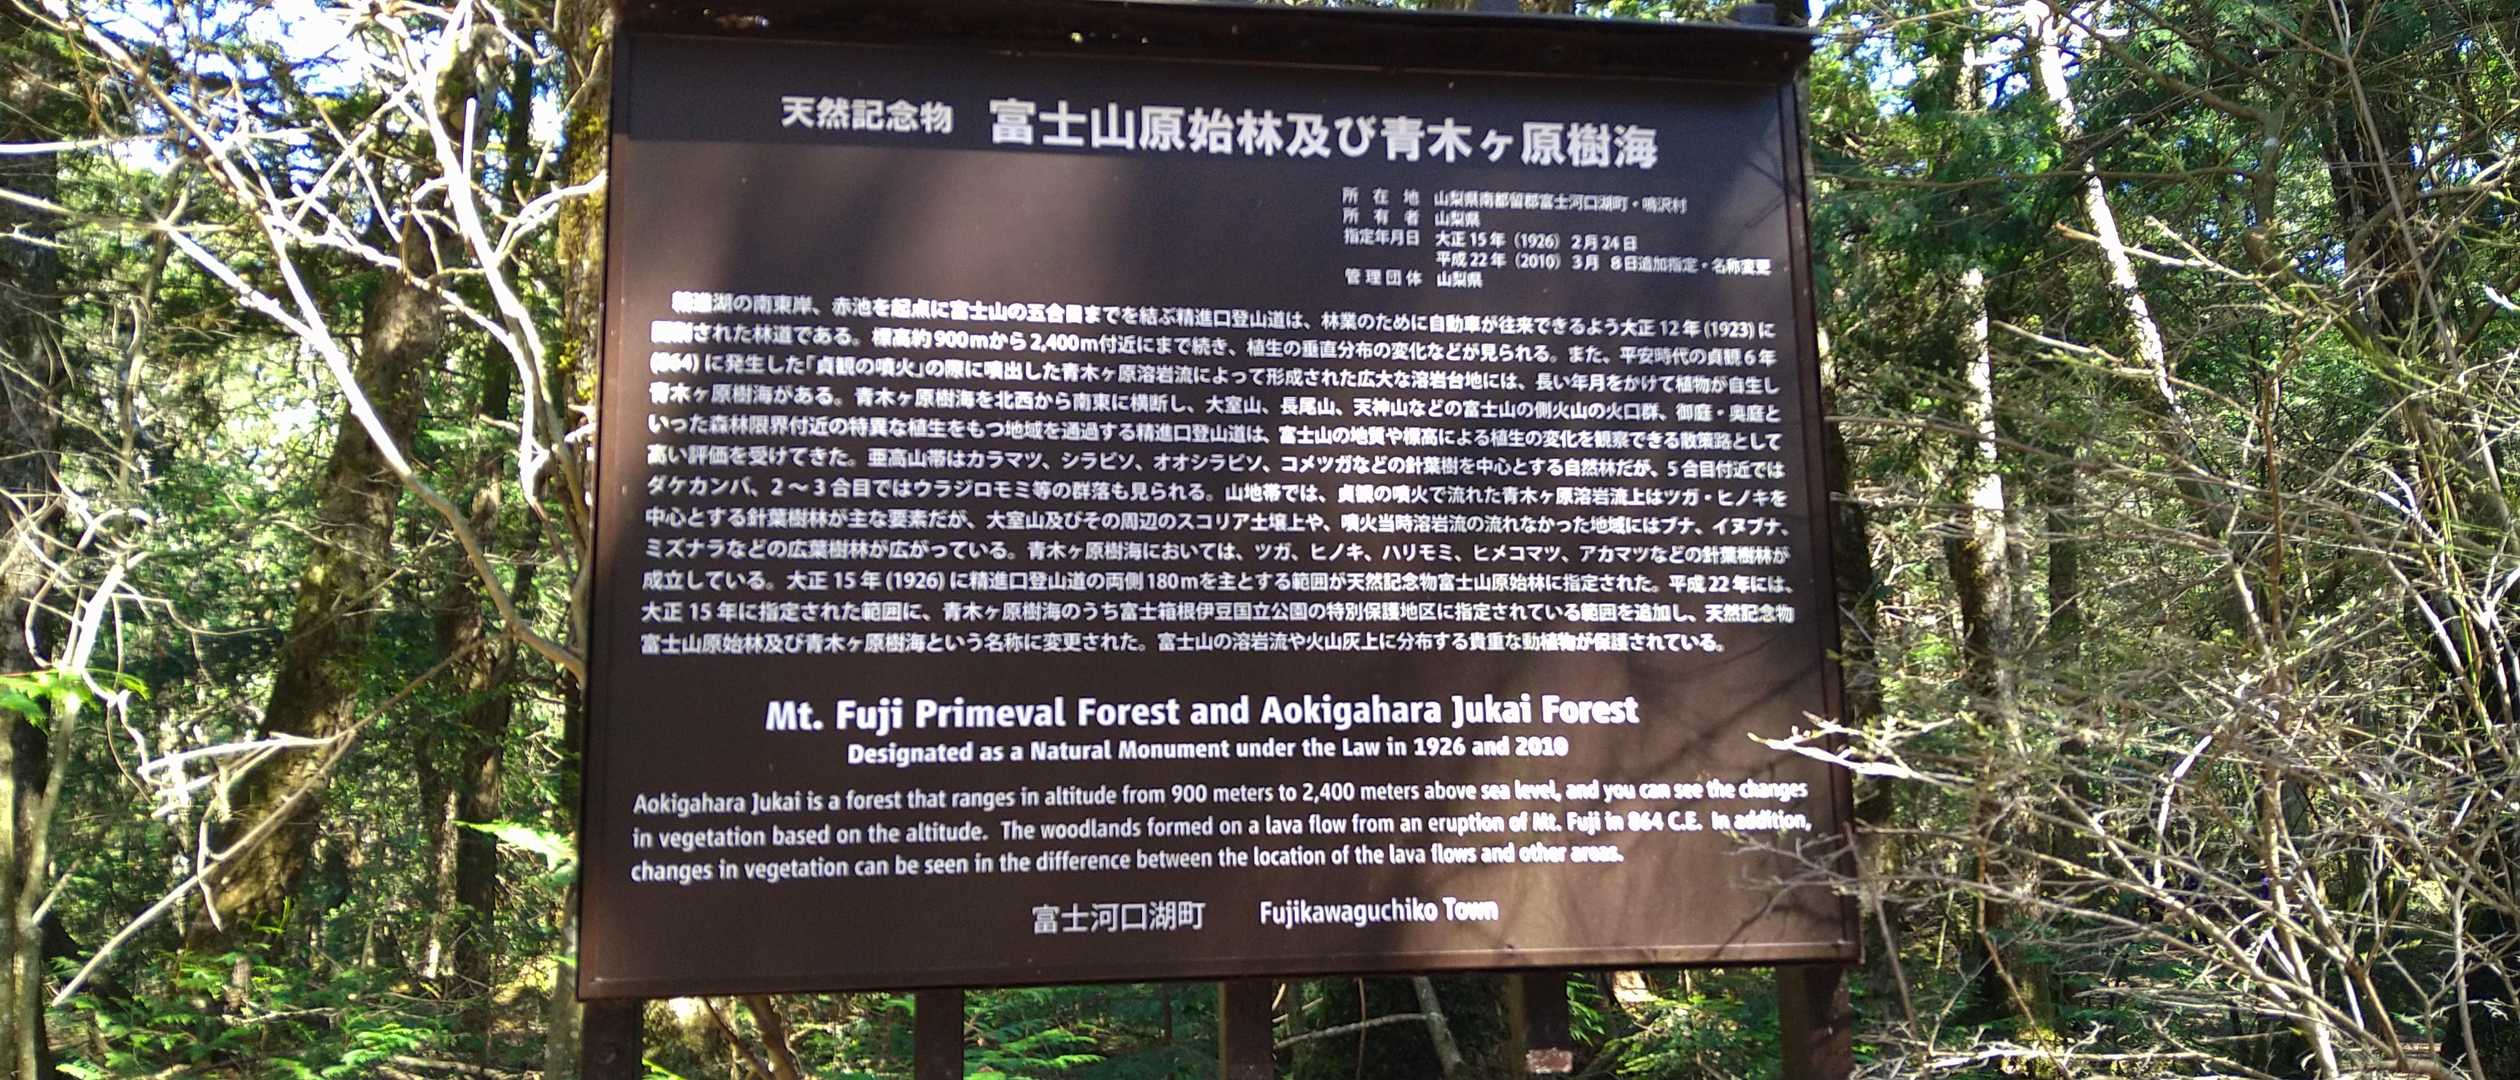 天然記念物 富士山原始林及び青木ヶ原樹海
所在地 山梨県南都留郡富士河口湖町・鳴沢村
所有者 山梨県
指定年月日 大正15年（1926）2月24日
平成22年（2010）3月 8日追加指定・名称変更
管理団体 山梨県
精進湖の南東岸、赤池を起点に富士山の五合目までを結ぶ精進口登山道は、林業のために自動車が往来できるよう大正12年(1923)に
開削された林道である。標高約900mから2,400m付近にまで続き、植生の垂直分布の変化などが見られる。また、平安時代の貞観6年
(864)に発生した「貞観の噴火」の際に噴出した青木ヶ原溶岩流によって形成された広大な溶岩台地には、長い年月をかけて植物が自生し
青木ヶ原樹海がある。青木ヶ原樹海を北西から南東に横断し、大室山、長尾山、天神山などの富士山の側火山の火口群、御庭・奥庭と
いった森林限界付近の特異な植生をもつ地域を通過する精進口登山道は、富士山の地質や標高による植生の変化を観察できる散策路として
高い評価を受けてきた。亜高山帯はカラマツ、シラビソ、オオシラビソ、コメツガなどの針葉樹を中心とする自然林だが、5合目付近では
ダケカンバ、2～3合目ではウラジロモミ等の群落も見られる。山地帯では、貞観の噴火で流れた青木ヶ原溶岩流上はツガ・ヒノキを
中心とする針葉樹林が主な要素だが、大室山及びその周辺のスコリア土壌上や、噴火当時溶岩流の流れなかった地域にはブナ、イヌブナ、
ミズナラなどの広葉樹林が広がっている。青木ヶ原樹海においては、ツガ、ヒノキ、ハリモミ、ヒメコマツ、アカマツなどの針葉樹林が
成立している。大正15年(1926)に精進口登山道の両側180mを主とする範囲が天然記念物富士山原始林に指定された。平成22年には、
大正15年に指定された範囲に、青木ヶ原樹海のうち富士箱根伊豆国立公園の特別保護地区に指定されている範囲を追加し、天然記念物
富士山原始林及び青木ヶ原樹海という名称に変更された。富士山の溶岩流や火山灰上に分布する貴重な動植物が保護されている。
Mt. Fuji Primeval Forest and Aokigahara Jukai Forest
Designated as a Natural Monument under the Law in 1926 and 2010
Aokigahara Jukai is a forest that ranges in altitude from 900 meters to 2,400 meters above sea level, and you can see the changes
in vegetation based on the altitude. The woodlands formed on a lava flow from an eruption of Mt. Fuji in 864 C.E. In addition,
changes in vegetation can be seen in the difference between the location of the lava flows and other areas.
富士河口湖町 Fujikawaguchiko Town